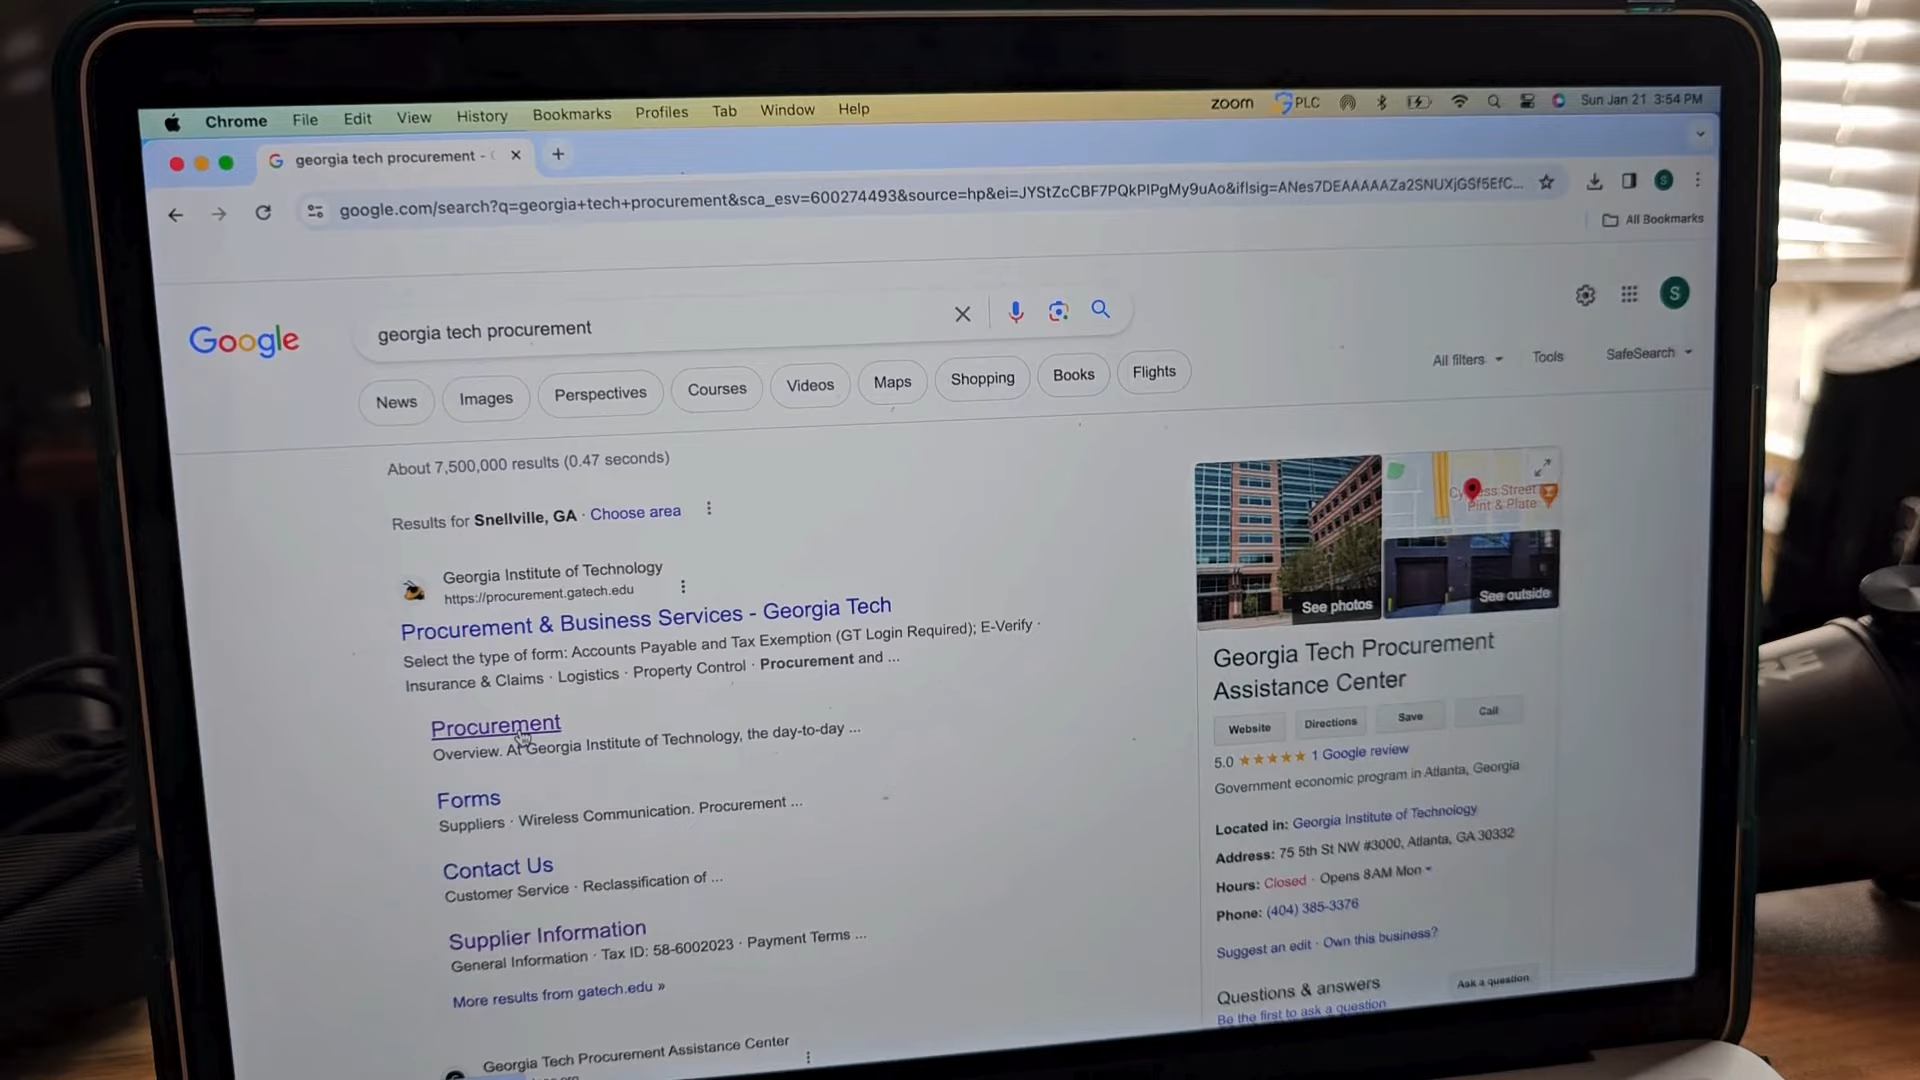 Chrome File Edit View History Bookmarks Profiles Tab Window Help zoom PLC Sun Jan 21 3:54 PM
georgia tech procurement -
google.com/search?q=georgia+tech+procurement&sca_esv=600274493&source=hp&ei=JYStZcCBF7PQkPIPgMy9uAo&iflsig=ANes7DEAAAAAZa2SNUXjGSf5EfC...
All Bookmarks
Google
georgia tech procurement
S
News Images Perspectives Courses Videos Maps Shopping Books Flights
All filters Tools SafeSearch
About 7,500,000 results (0.47 seconds)
Results for Snellville, GA · Choose area
Georgia Institute of Technology
https://procurement.gatech.edu
Procurement & Business Services - Georgia Tech
Select the type of form: Accounts Payable and Tax Exemption (GT Login Required); E-Verify ·
Insurance & Claims · Logistics · Property Control · Procurement and ...
Procurement
Overview. At Georgia Institute of Technology, the day-to-day ...
Forms
Suppliers · Wireless Communication. Procurement ...
Contact Us
Customer Service · Reclassification of ...
Supplier Information
General Information · Tax ID: 58-6002023 · Payment Terms ...
More results from gatech.edu »
Georgia Tech Procurement Assistance Center
Street
Pint & Plate
See photos
See outside
Georgia Tech Procurement
Assistance Center
Website Directions Save Call
5.0 1 Google review
Government economic program in Atlanta, Georgia
Located in: Georgia Institute of Technology
Address: 75 5th St NW #3000, Atlanta, GA 30332
Hours: Closed · Opens 8AM Mon
Phone: (404) 385-3376
Suggest an edit · Own this business?
Questions & answers
Ask a question
Be the first to ask a question